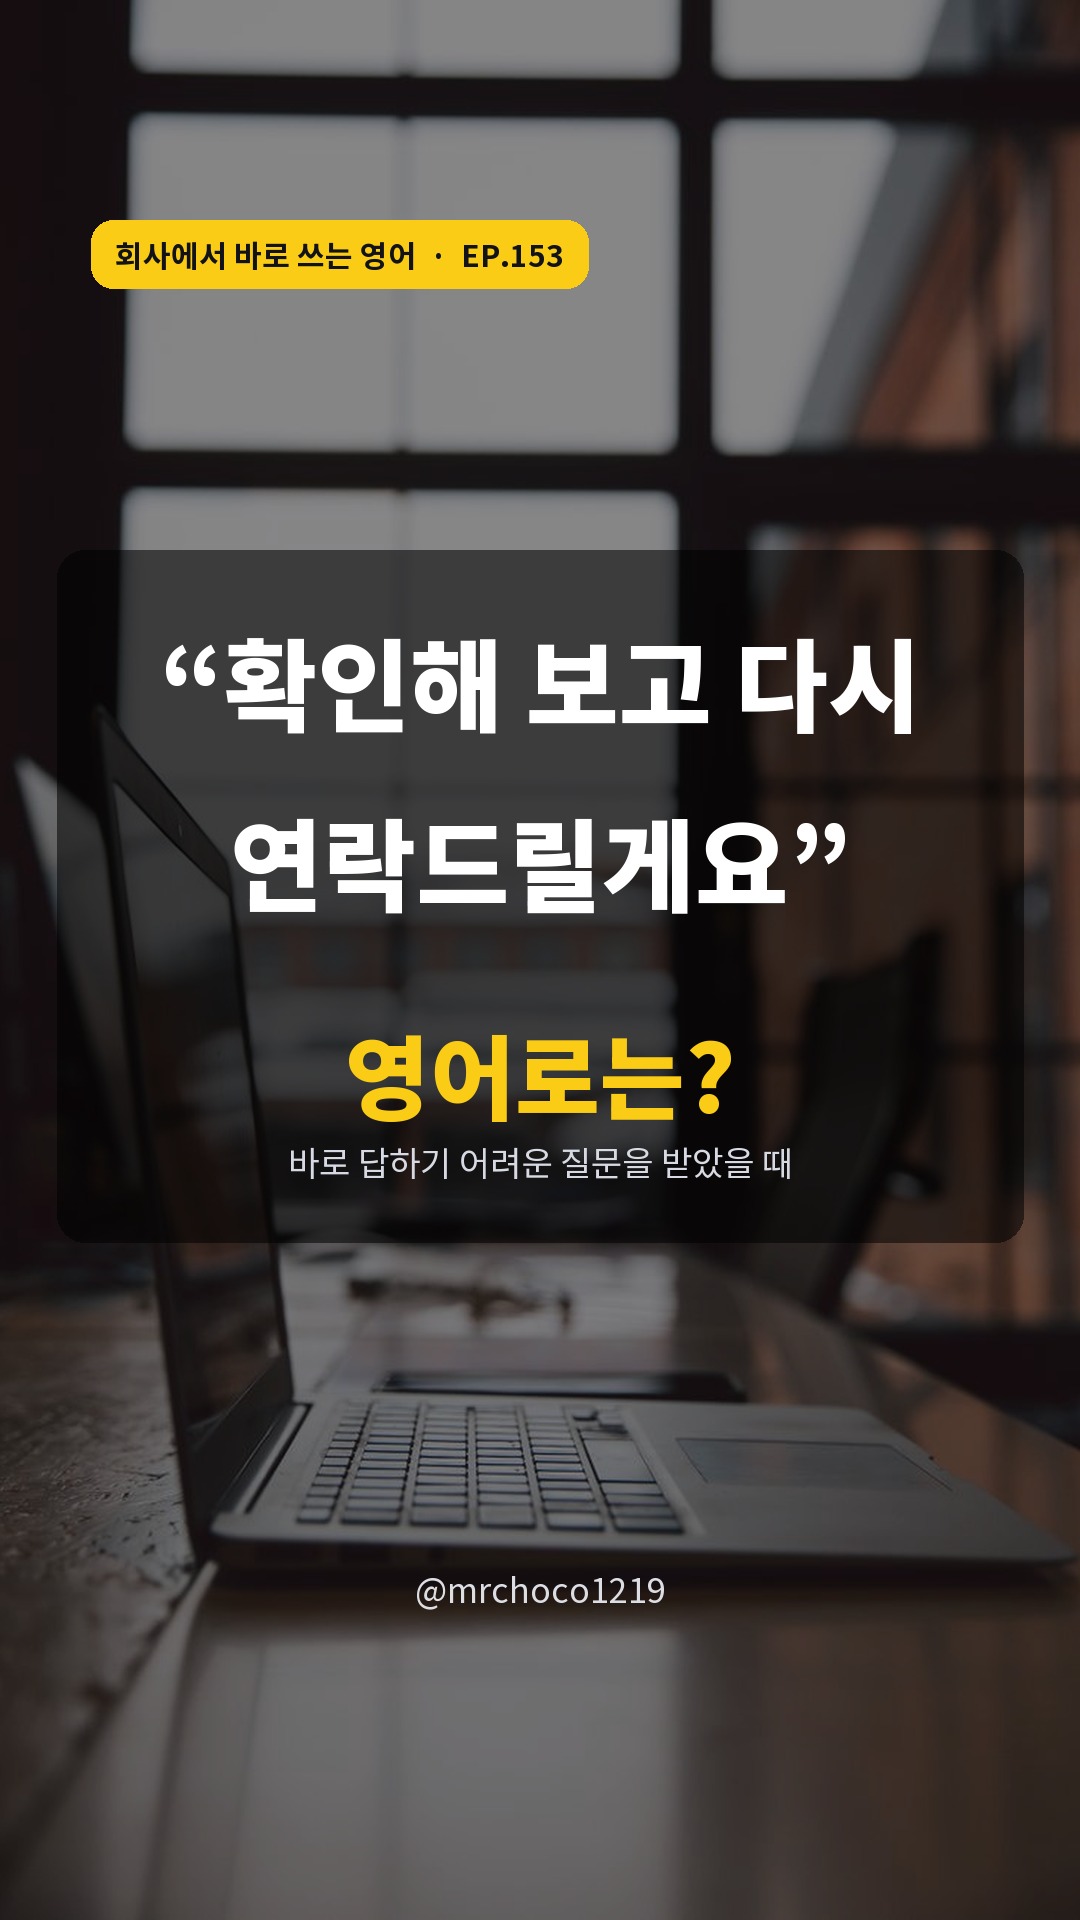 회사에서 바로 쓰는 영어 · EP.153
“확인해 보고 다시
연락드릴게요”
영어로는?
바로 답하기 어려운 질문을 받았을 때
@mrchoco1219